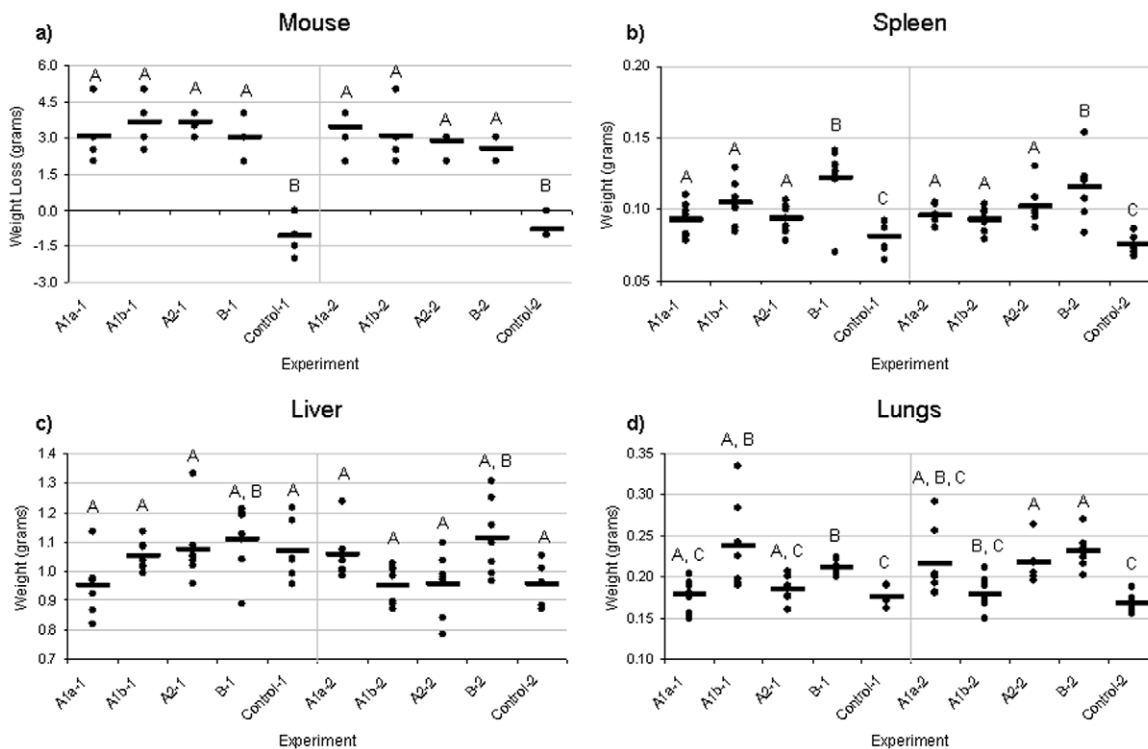 a) Mouse
Weight Loss (grams)
6.0
4.5
3.0
1.5
0.0
-1.5
-3.0
A A A A B A A A A B
A1a-1 A1b-1 A2-1 B-1 Control-1 A1a-2 A1b-2 A2-2 B-2 Control-2
Experiment
b) Spleen
Weight (grams)
0.20
0.15
0.10
0.05
A A A B C A A A B C
A1a-1 A1b-1 A2-1 B-1 Control-1 A1a-2 A1b-2 A2-2 B-2 Control-2
Experiment
c) Liver
Weight (grams)
1.4
1.3
1.2
1.1
1.0
0.9
0.8
0.7
A A A A, B A A A A A, B A
A1a-1 A1b-1 A2-1 B-1 Control-1 A1a-2 A1b-2 A2-2 B-2 Control-2
Experiment
d) Lungs
Weight (grams)
0.35
0.30
0.25
0.20
0.15
0.10
A, C A, B A, C B C A, B, C B, C A A C
A1a-1 A1b-1 A2-1 B-1 Control-1 A1a-2 A1b-2 A2-2 B-2 Control-2
Experiment